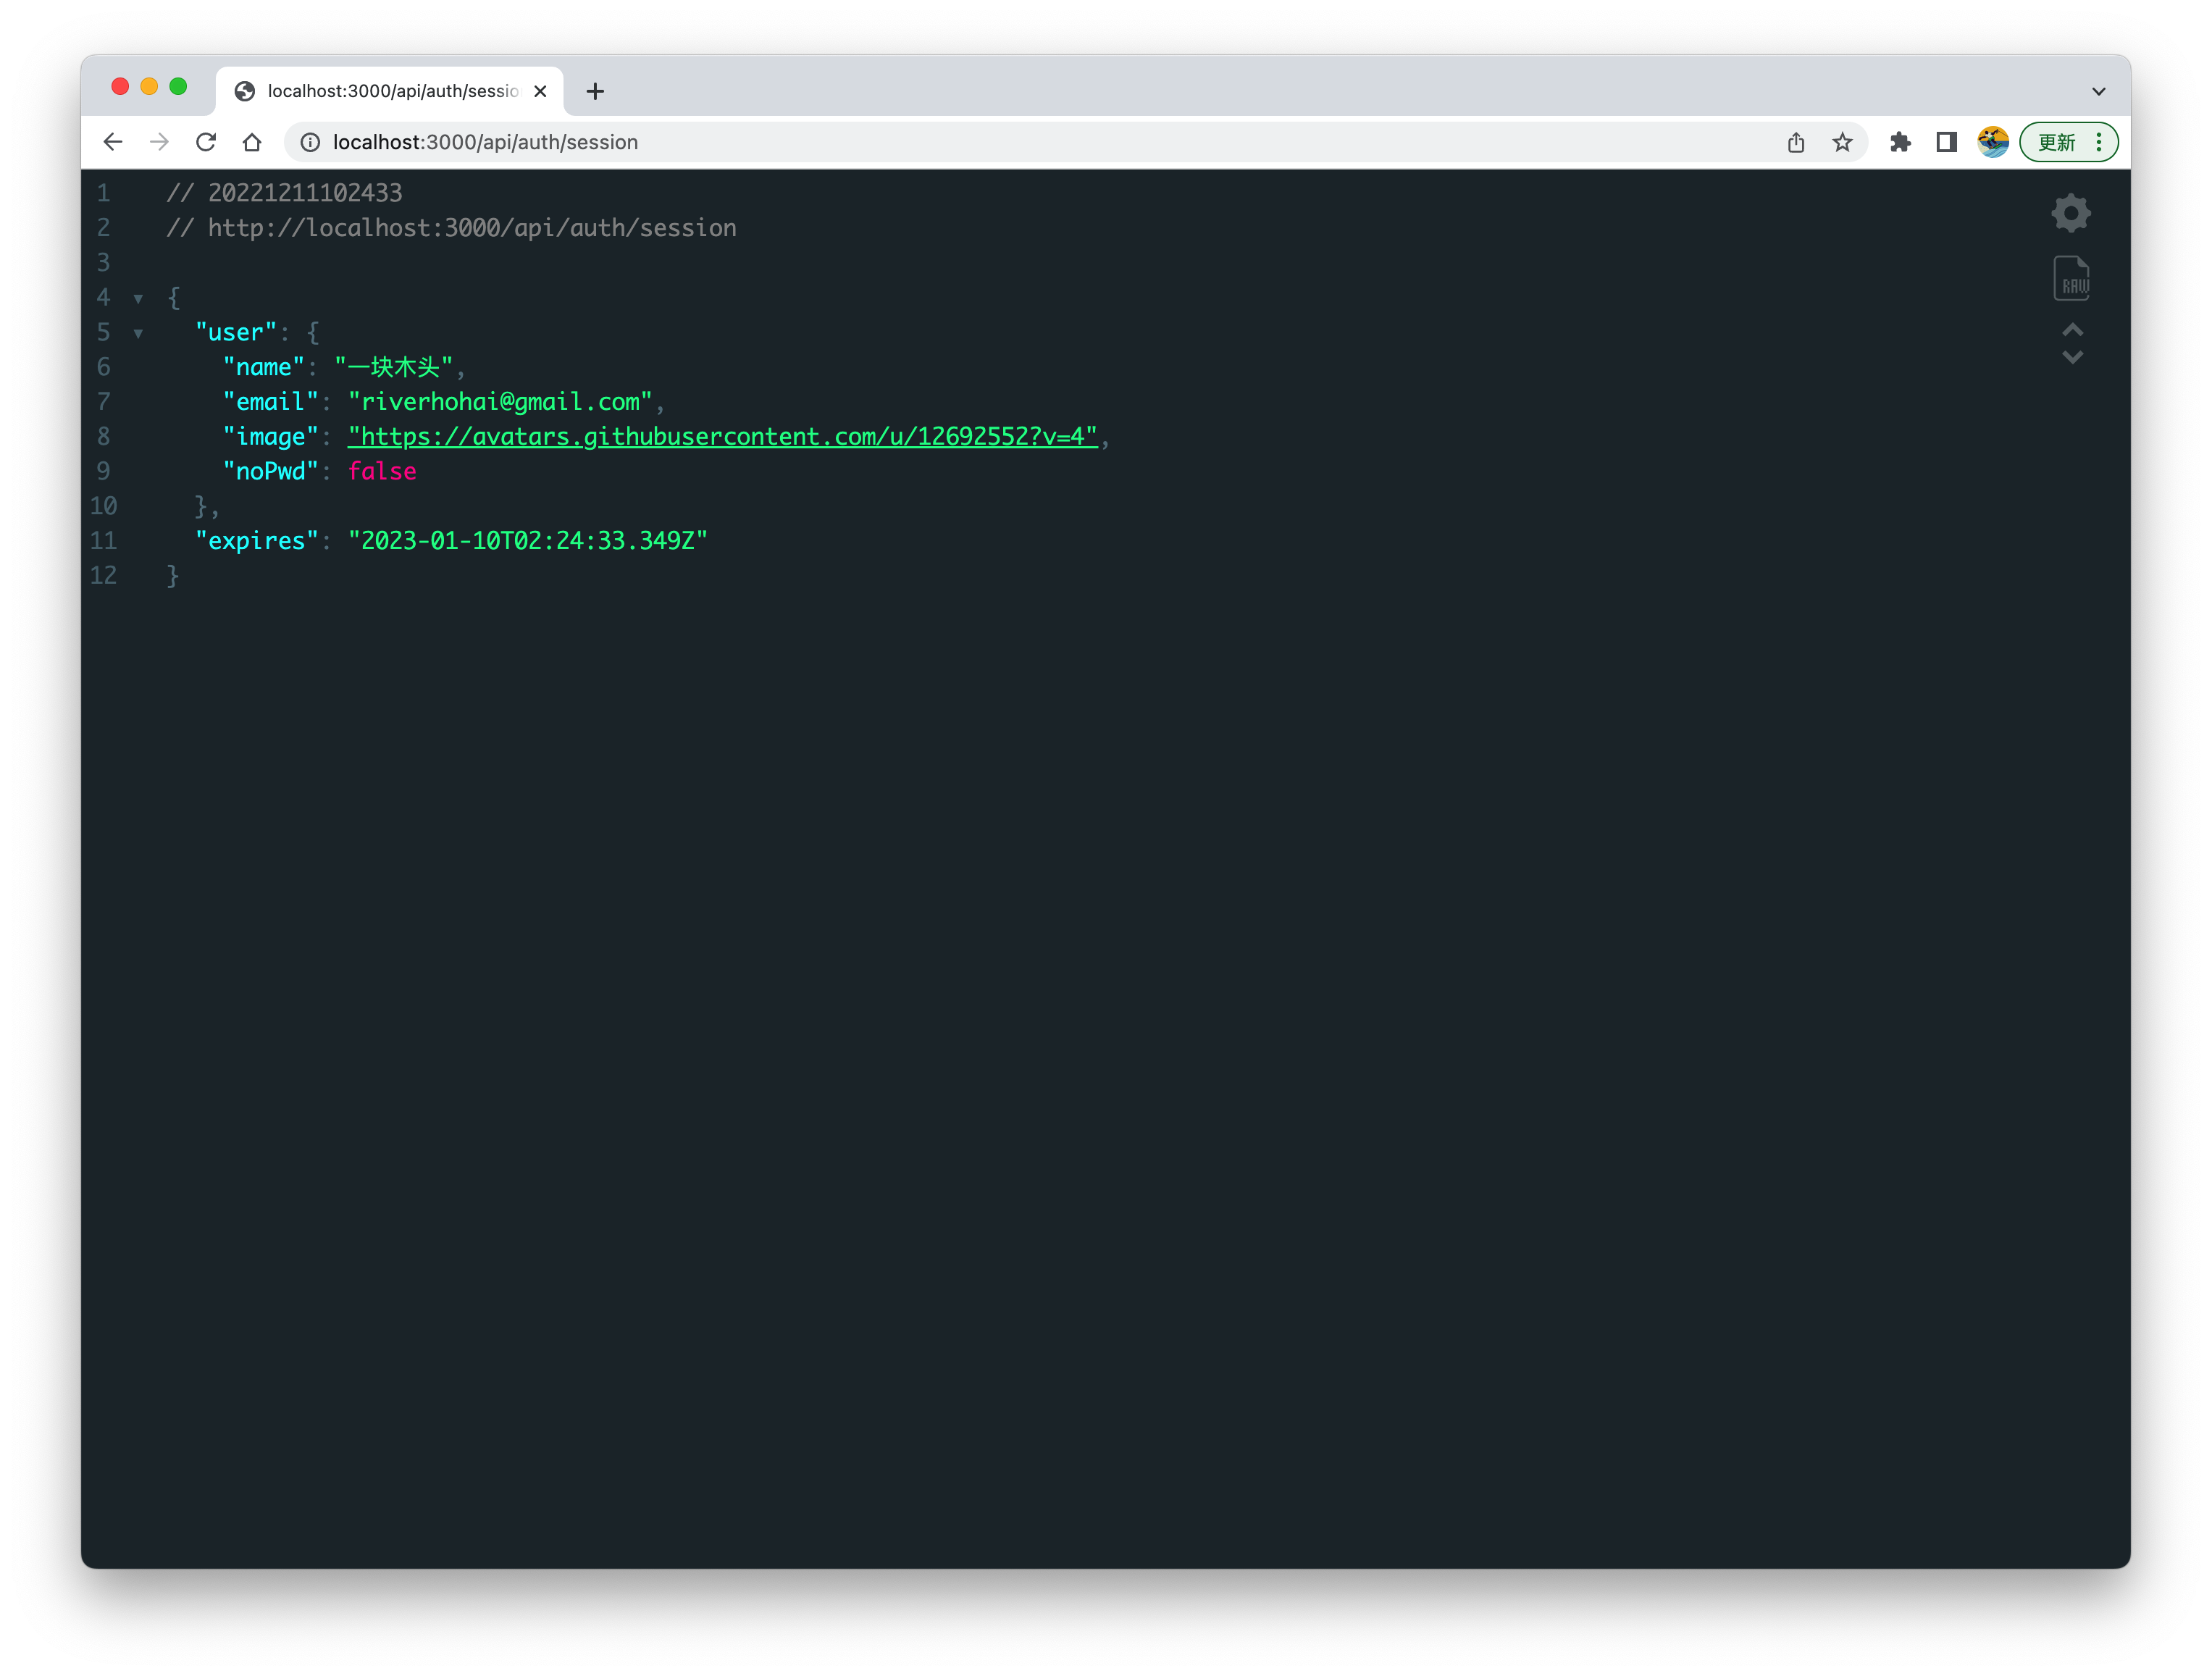 localhost:3000/api/auth/sessio
localhost:3000/api/auth/session
更新
1 // 20221211102433
2 // http://localhost:3000/api/auth/session
3
4 {
5 "user": {
6 "name": "一块木头",
7 "email": "riverhohai@gmail.com",
8 "image": "https://avatars.githubusercontent.com/u/12692552?v=4",
9 "noPwd": false
10 },
11 "expires": "2023-01-10T02:24:33.349Z"
12 }
RAW